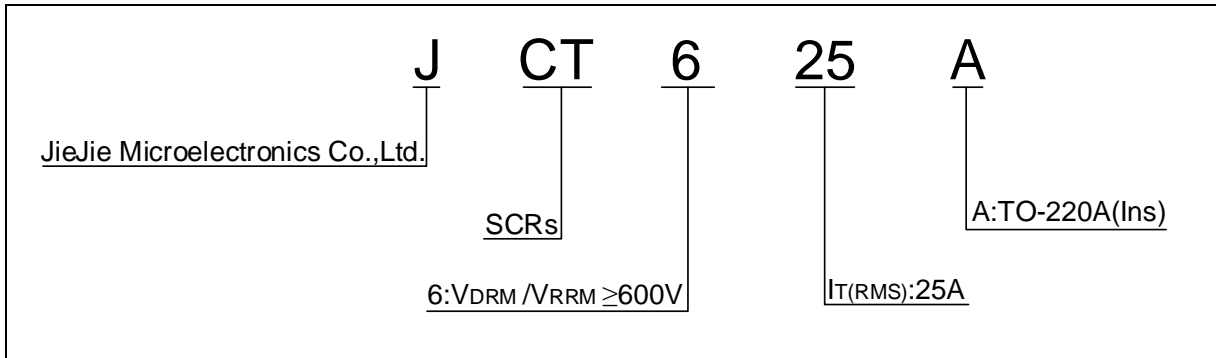 J CT 6 25 A
JieJie Microelectronics Co.,Ltd.
SCRs
A:TO-220A(Ins)
6:VDRM /VRRM ≥600V
IT(RMS):25A